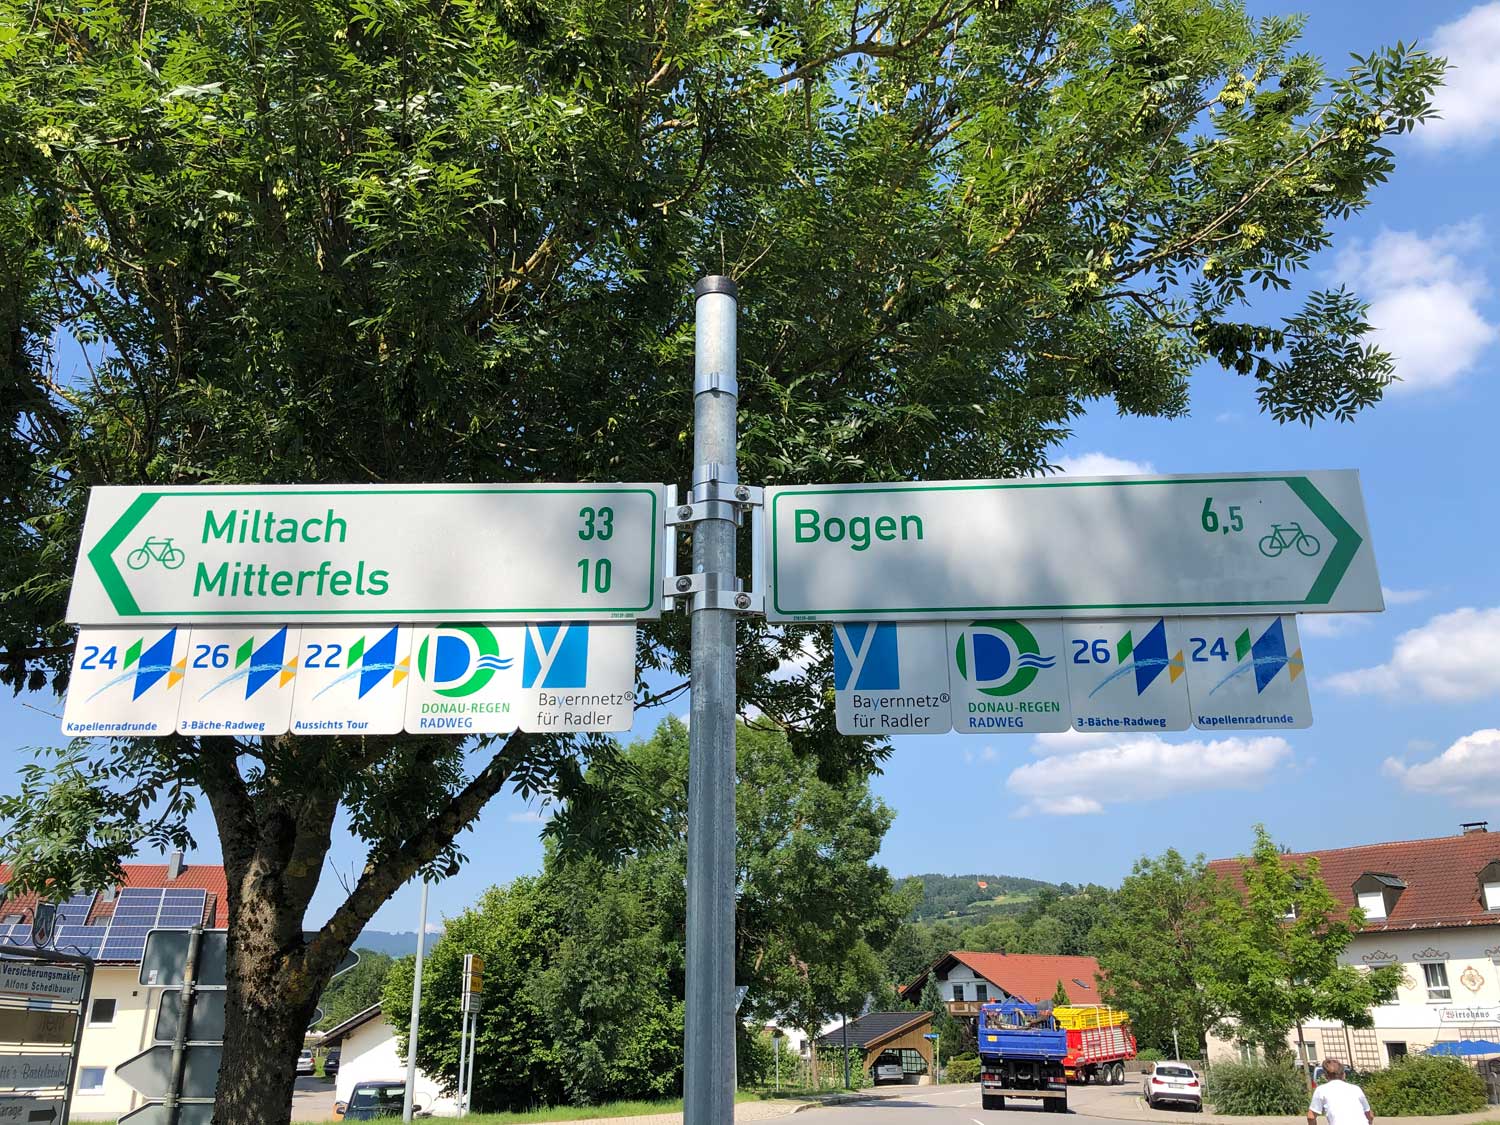 Miltach 33
Mitterfels 10
24
Kapellenradrunde
26
3-Bäche-Radweg
22
Aussichts Tour
DONAU-REGEN
RADWEG
Bayernnetz®
für Radler
Bogen 6,5
y
Bayernnetz®
für Radler
DONAU-REGEN
RADWEG
26
3-Bäche-Radweg
24
Kapellenradrunde
Versicherungsmakler
Alfons Schedlbauer
Wirtshaus